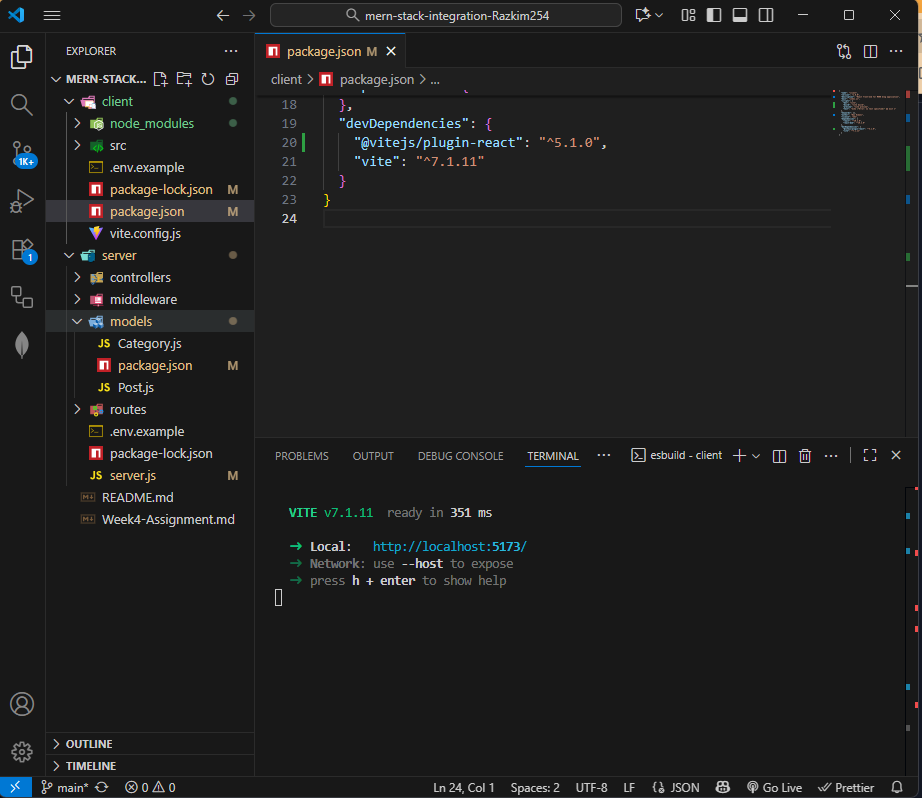 mern-stack-integration-Razkim254
EXPLORER
MERN-STACK...
client
node_modules
src
.env.example
package-lock.json M
package.json M
vite.config.js
server
controllers
middleware
models
JS Category.js
package.json M
JS Post.js
routes
.env.example
package-lock.json
JS server.js M
README.md
Week4-Assignment.md
OUTLINE
TIMELINE
1K+
1
package.json M
client > package.json > ...
18 },
19 "devDependencies": {
20 "@vitejs/plugin-react": "^5.1.0",
21 "vite": "^7.1.11"
22 }
23 }
24
PROBLEMS OUTPUT DEBUG CONSOLE TERMINAL ... esbuild - client
VITE v7.1.11 ready in 351 ms
➜ Local: http://localhost:5173/
➜ Network: use --host to expose
➜ press h + enter to show help
main* 0 0 Ln 24, Col 1 Spaces: 2 UTF-8 LF {} JSON Go Live Prettier